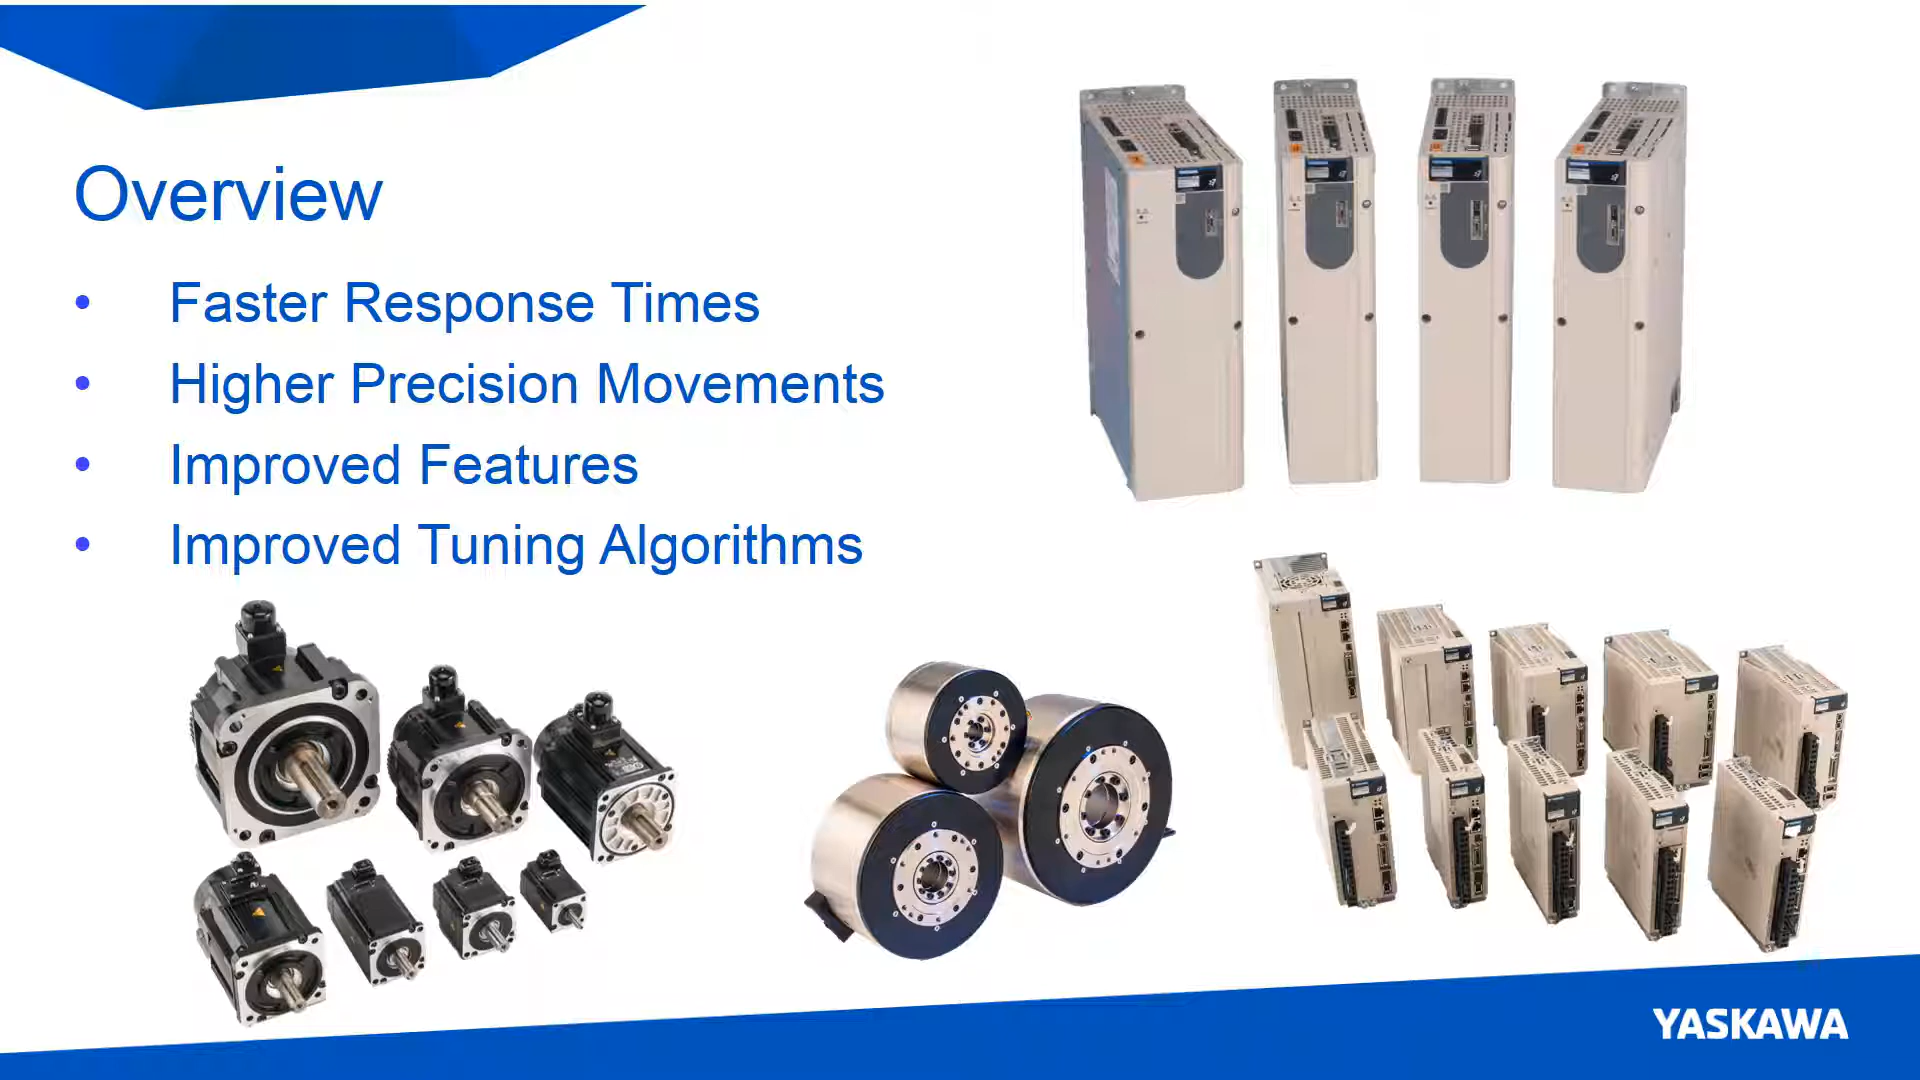 Overview
• Faster Response Times
• Higher Precision Movements
• Improved Features
• Improved Tuning Algorithms
YASKAWA